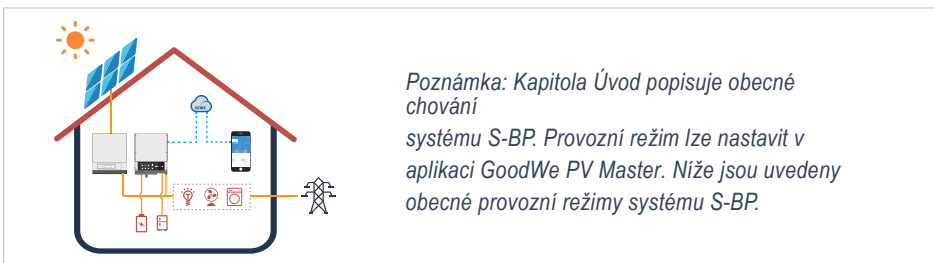 Poznámka: Kapitola Úvod popisuje obecné
chování
systému S-BP. Provozní režim lze nastavit v
aplikaci GoodWe PV Master. Níže jsou uvedeny
obecné provozní režimy systému S-BP.
SEMS